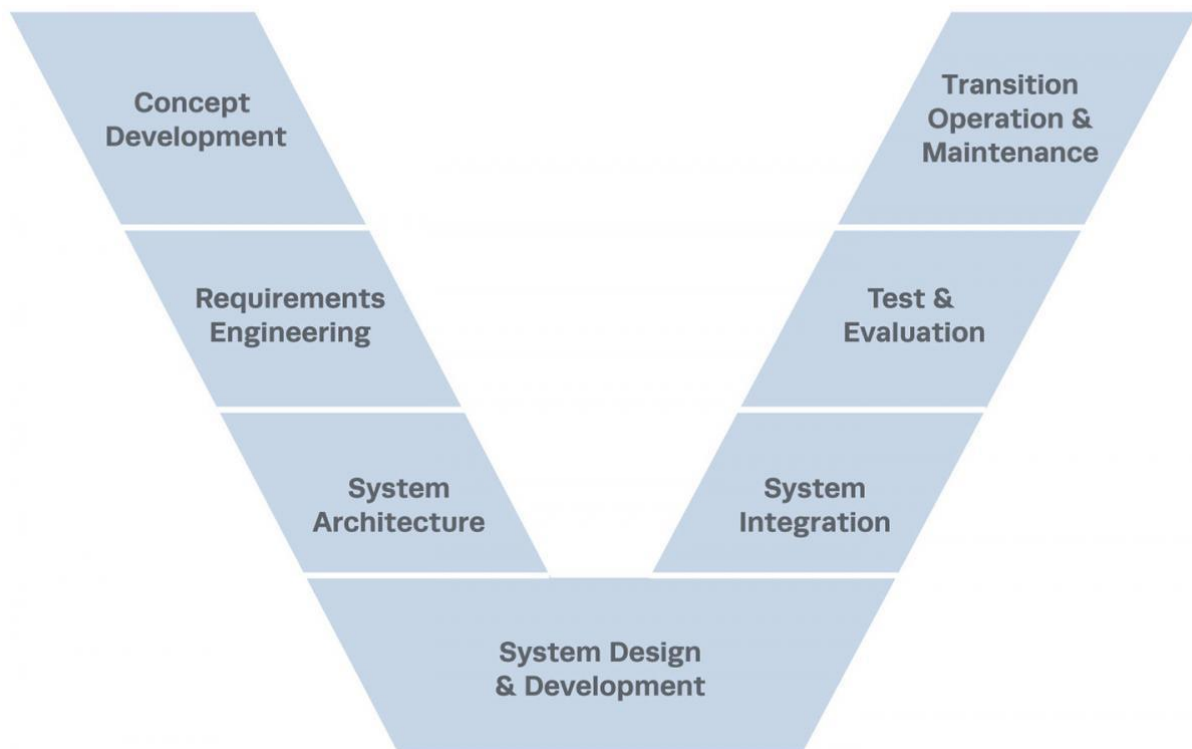 Concept
Development
Requirements
Engineering
System
Architecture
System Design
& Development
System
Integration
Test &
Evaluation
Transition
Operation &
Maintenance